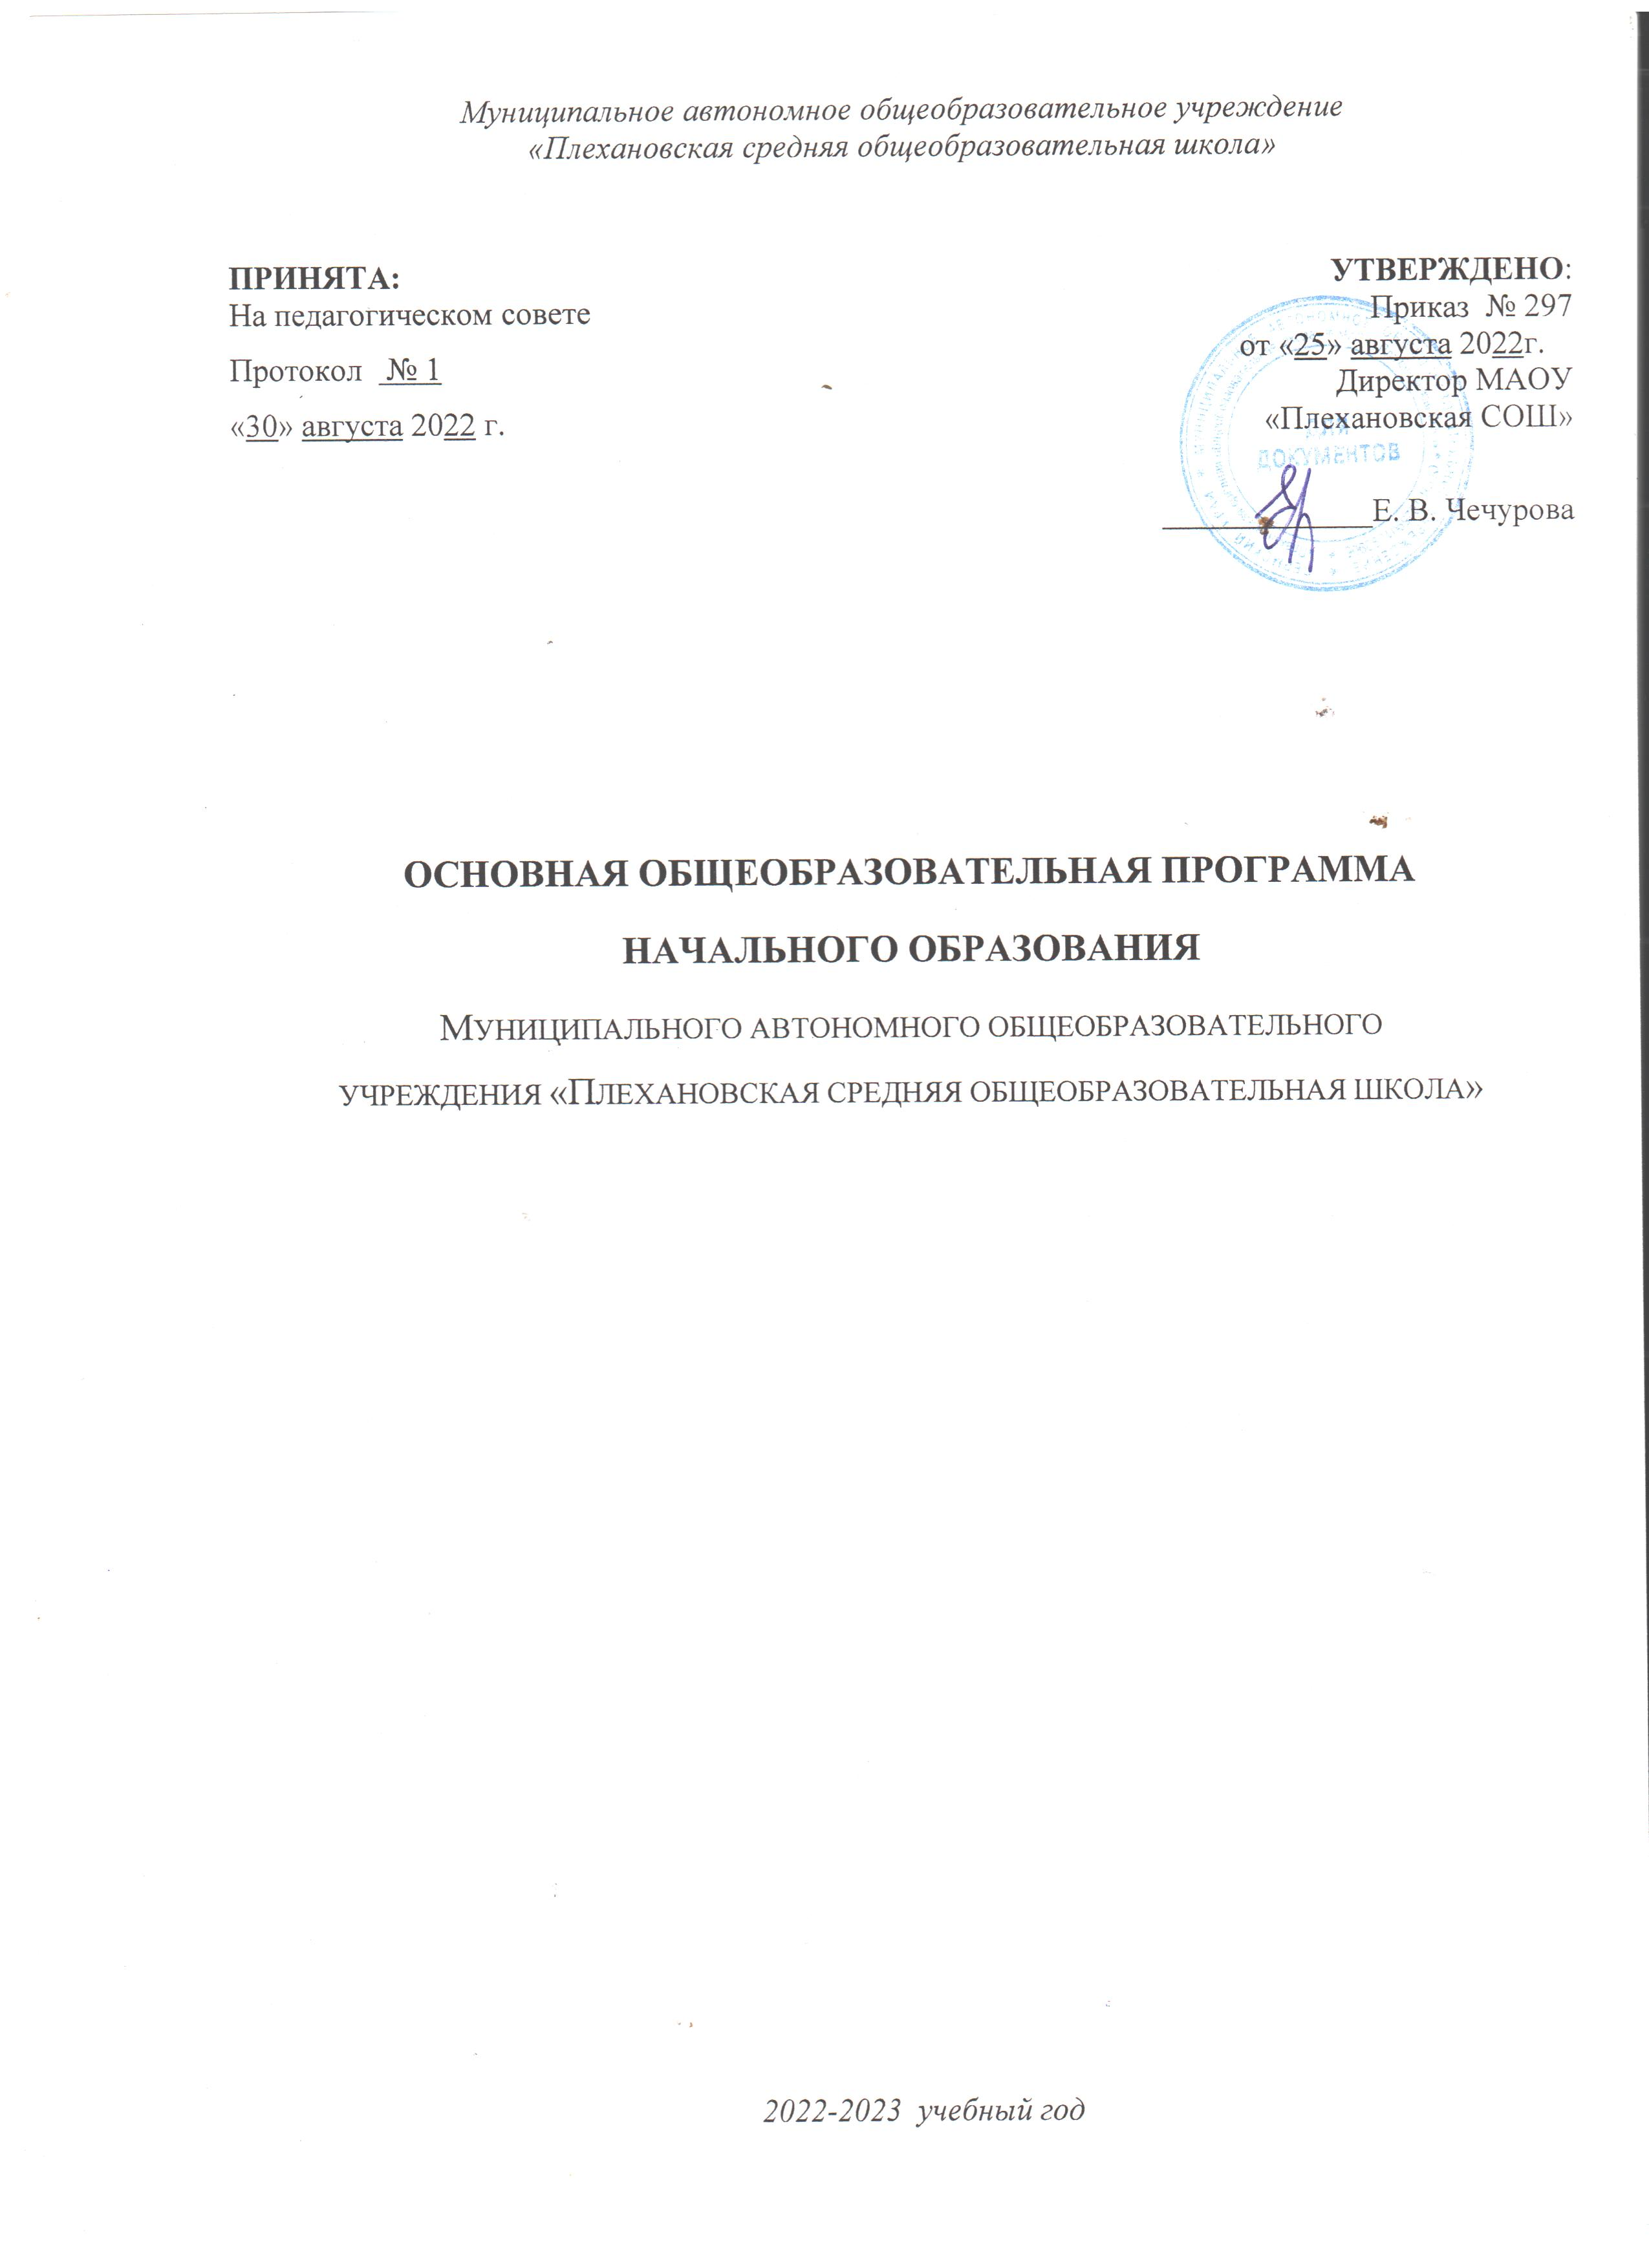 Муниципальное автономное общеобразовательное учреждение
«Плехановская средняя общеобразовательная школа»
ПРИНЯТА:
На педагогическом совете
Протокол № 1
«30» августа 2022 г.
УТВЕРЖДЕНО:
Приказ № 297
от «25» августа 2022г.
Директор МАОУ
«Плехановская СОШ»
ДОКУМЕНТОВ
Е. В. Чечурова
ОСНОВНАЯ ОБЩЕОБРАЗОВАТЕЛЬНАЯ ПРОГРАММА
НАЧАЛЬНОГО ОБРАЗОВАНИЯ
МУНИЦИПАЛЬНОГО АВТОНОМНОГО ОБЩЕОБРАЗОВАТЕЛЬНОГО
УЧРЕЖДЕНИЯ «ПЛЕХАНОВСКАЯ СРЕДНЯЯ ОБЩЕОБРАЗОВАТЕЛЬНАЯ ШКОЛА»
2022-2023 учебный год